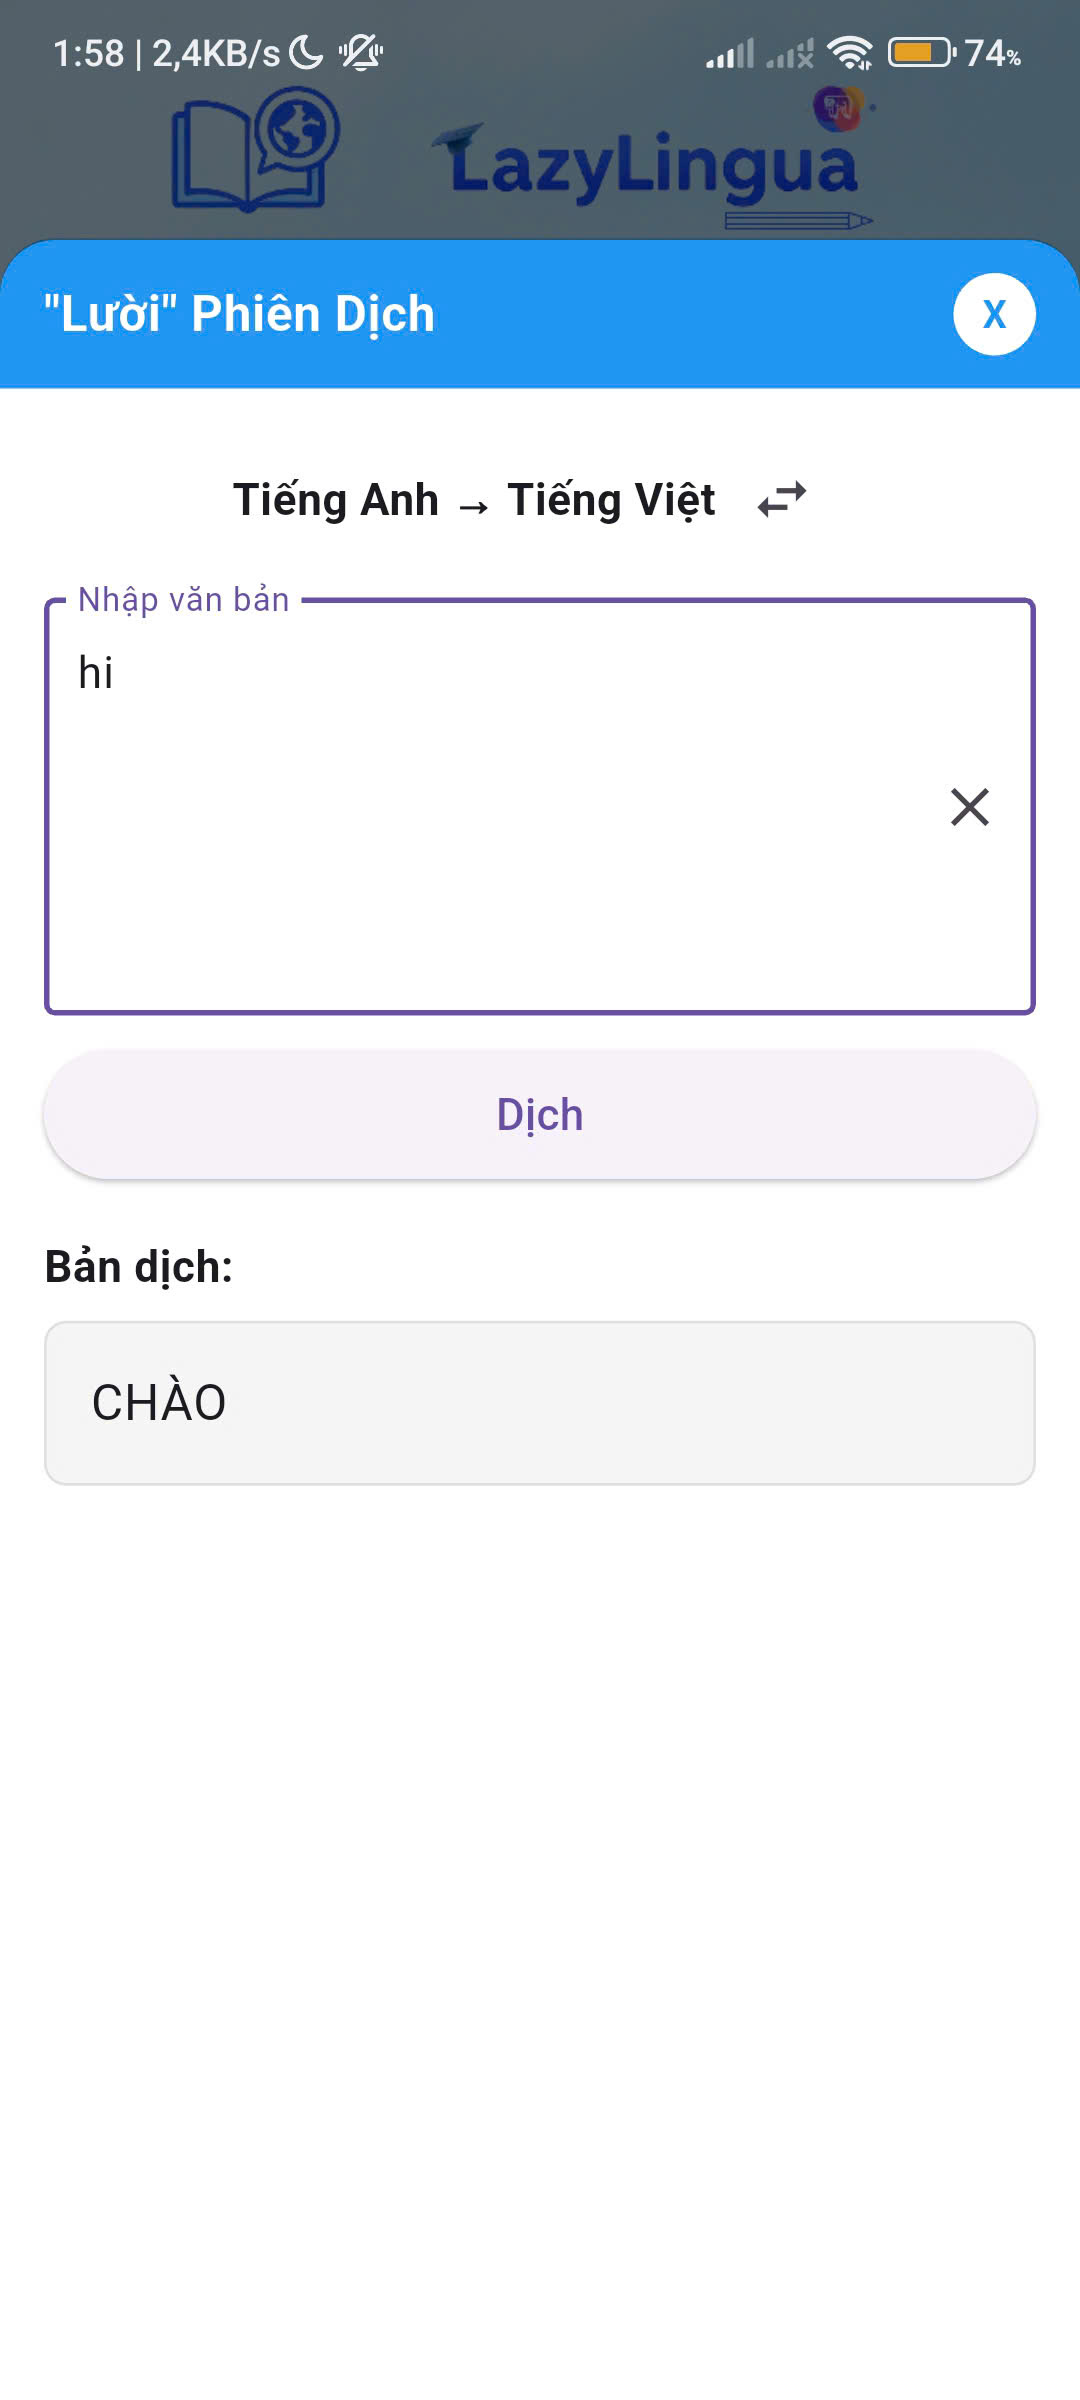 1:58 | 2,4KB/s 74%
LazyLingua
"Lười" Phiên Dịch X
Tiếng Anh → Tiếng Việt
Nhập văn bản
hi
Dịch
Bản dịch:
CHÀO